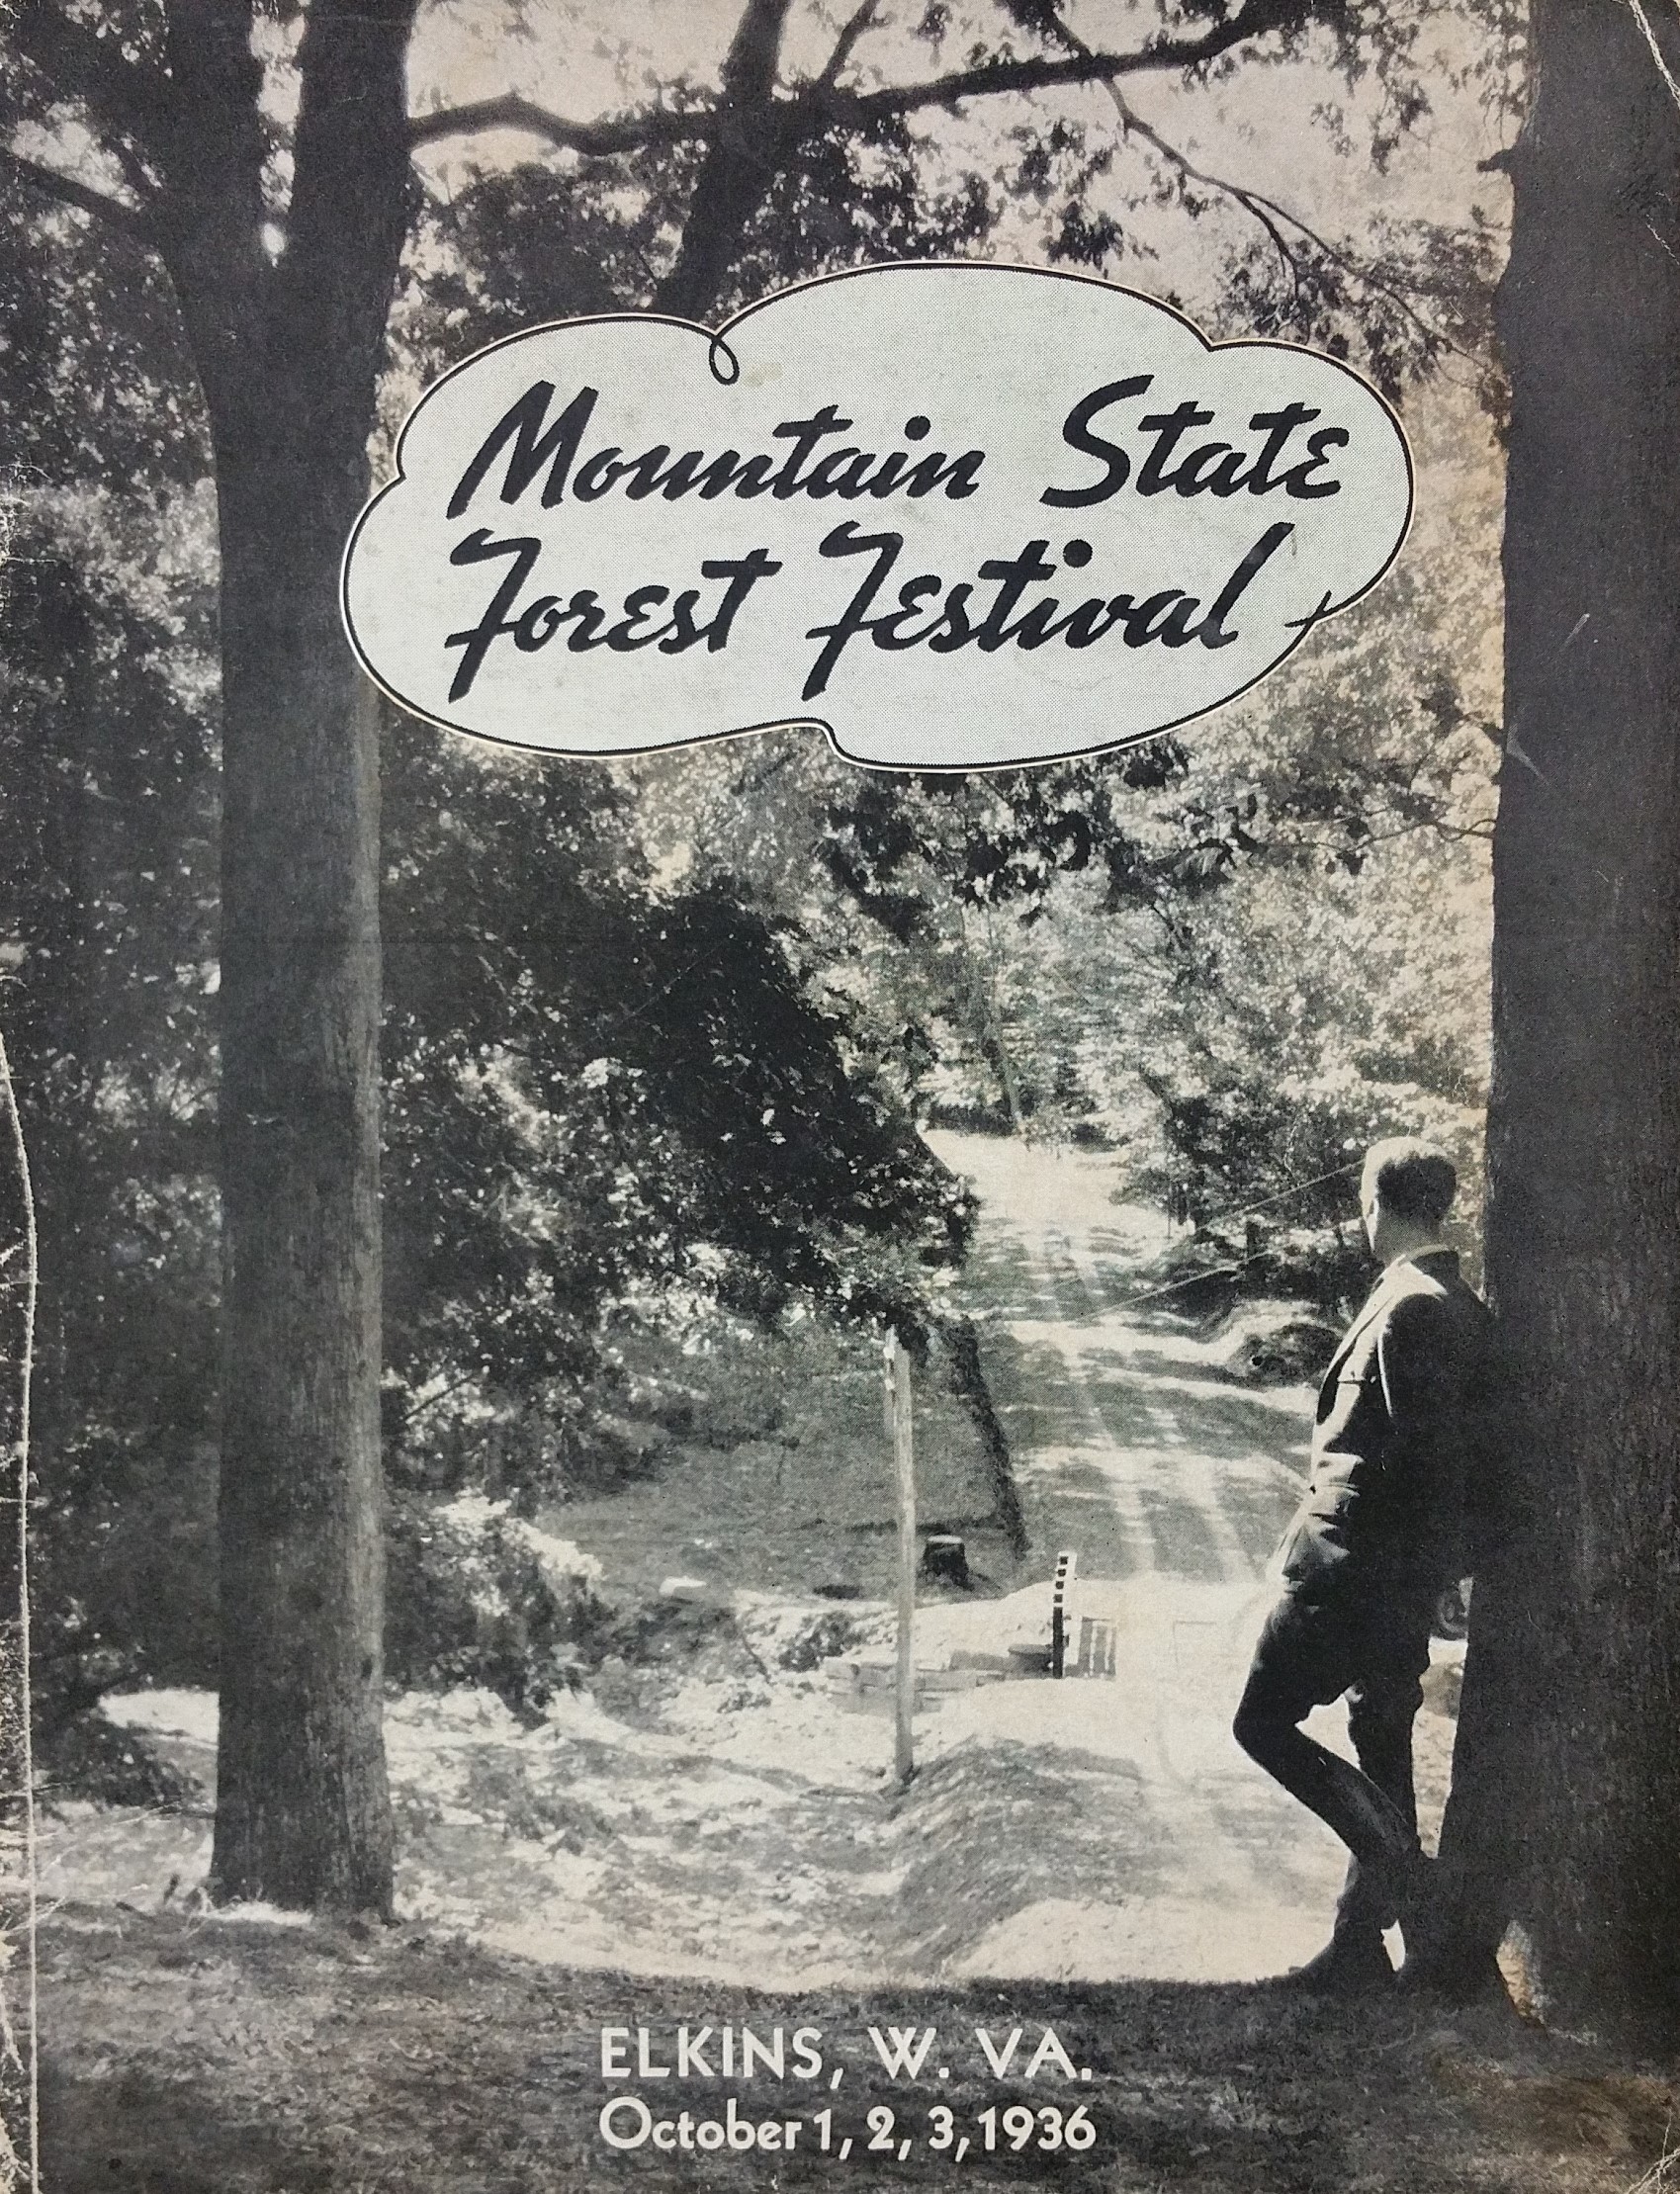 Mountain State
Forest Festival
ELKINS, W. VA.
October 1, 2, 3, 1936